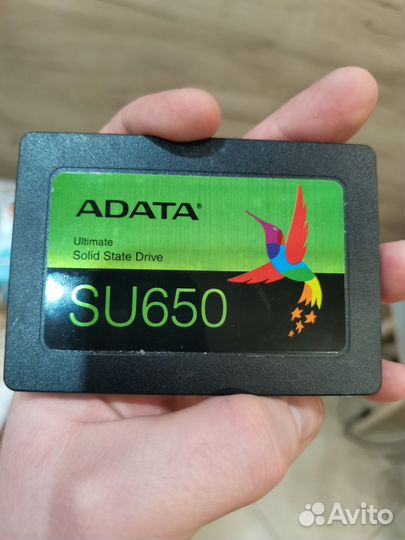 ADATA®
Ultimate
Solid State Drive
SU650
Avito